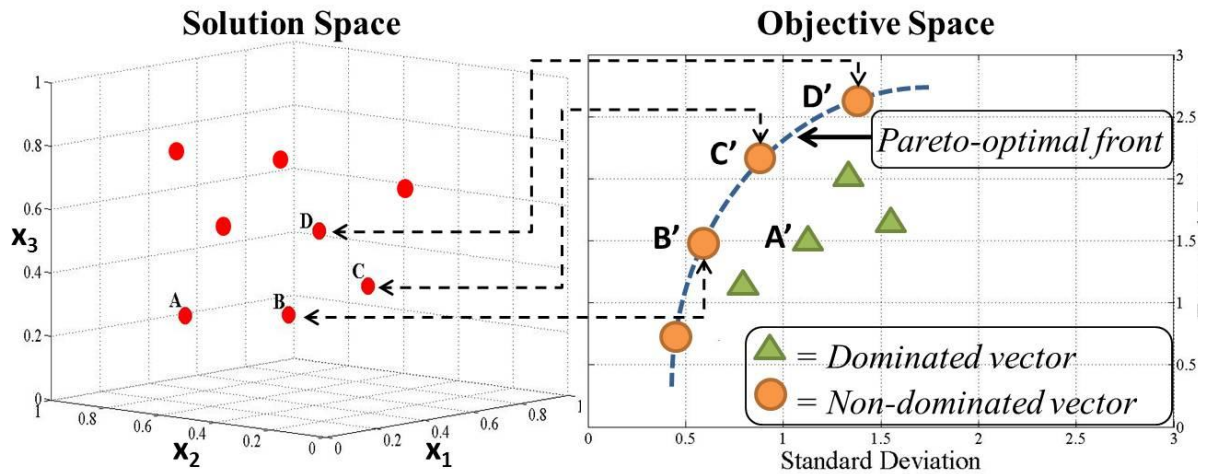 Solution Space
Objective Space
1
0.8
0.6
0.4
0.2
0
x3
1
0.8
0.6
0.4
0.2
0
x2
0
0.2
0.4
0.6
0.8
1
x1
A
B
C
D
D’
C’
B’
A’
Pareto-optimal front
= Dominated vector
= Non-dominated vector
3
2.5
2
1.5
1
0.5
0
0.5
1
1.5
2
2.5
3
Standard Deviation